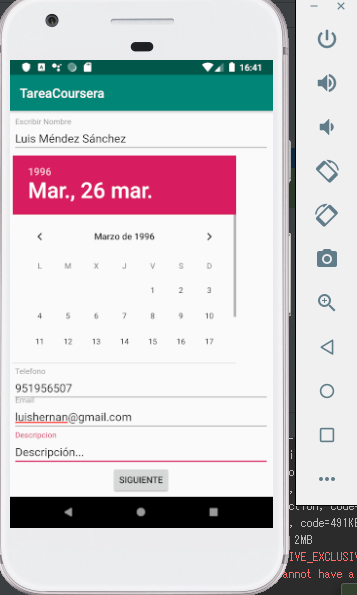 16:41
TareaCoursera
Escribir Nombre
Luis Méndez Sánchez
1996
Mar., 26 mar.
Marzo de 1996
L M X J V S D
1 2 3
4 5 6 7 8 9 10
11 12 13 14 15 16 17
Telefono
951956507
Email
luishernan@gmail.com
Descripcion
Descripción...
SIGUIENTE
ction, code=
, code=491KB
12MB
IVE_EXCLUSIV
annot have a